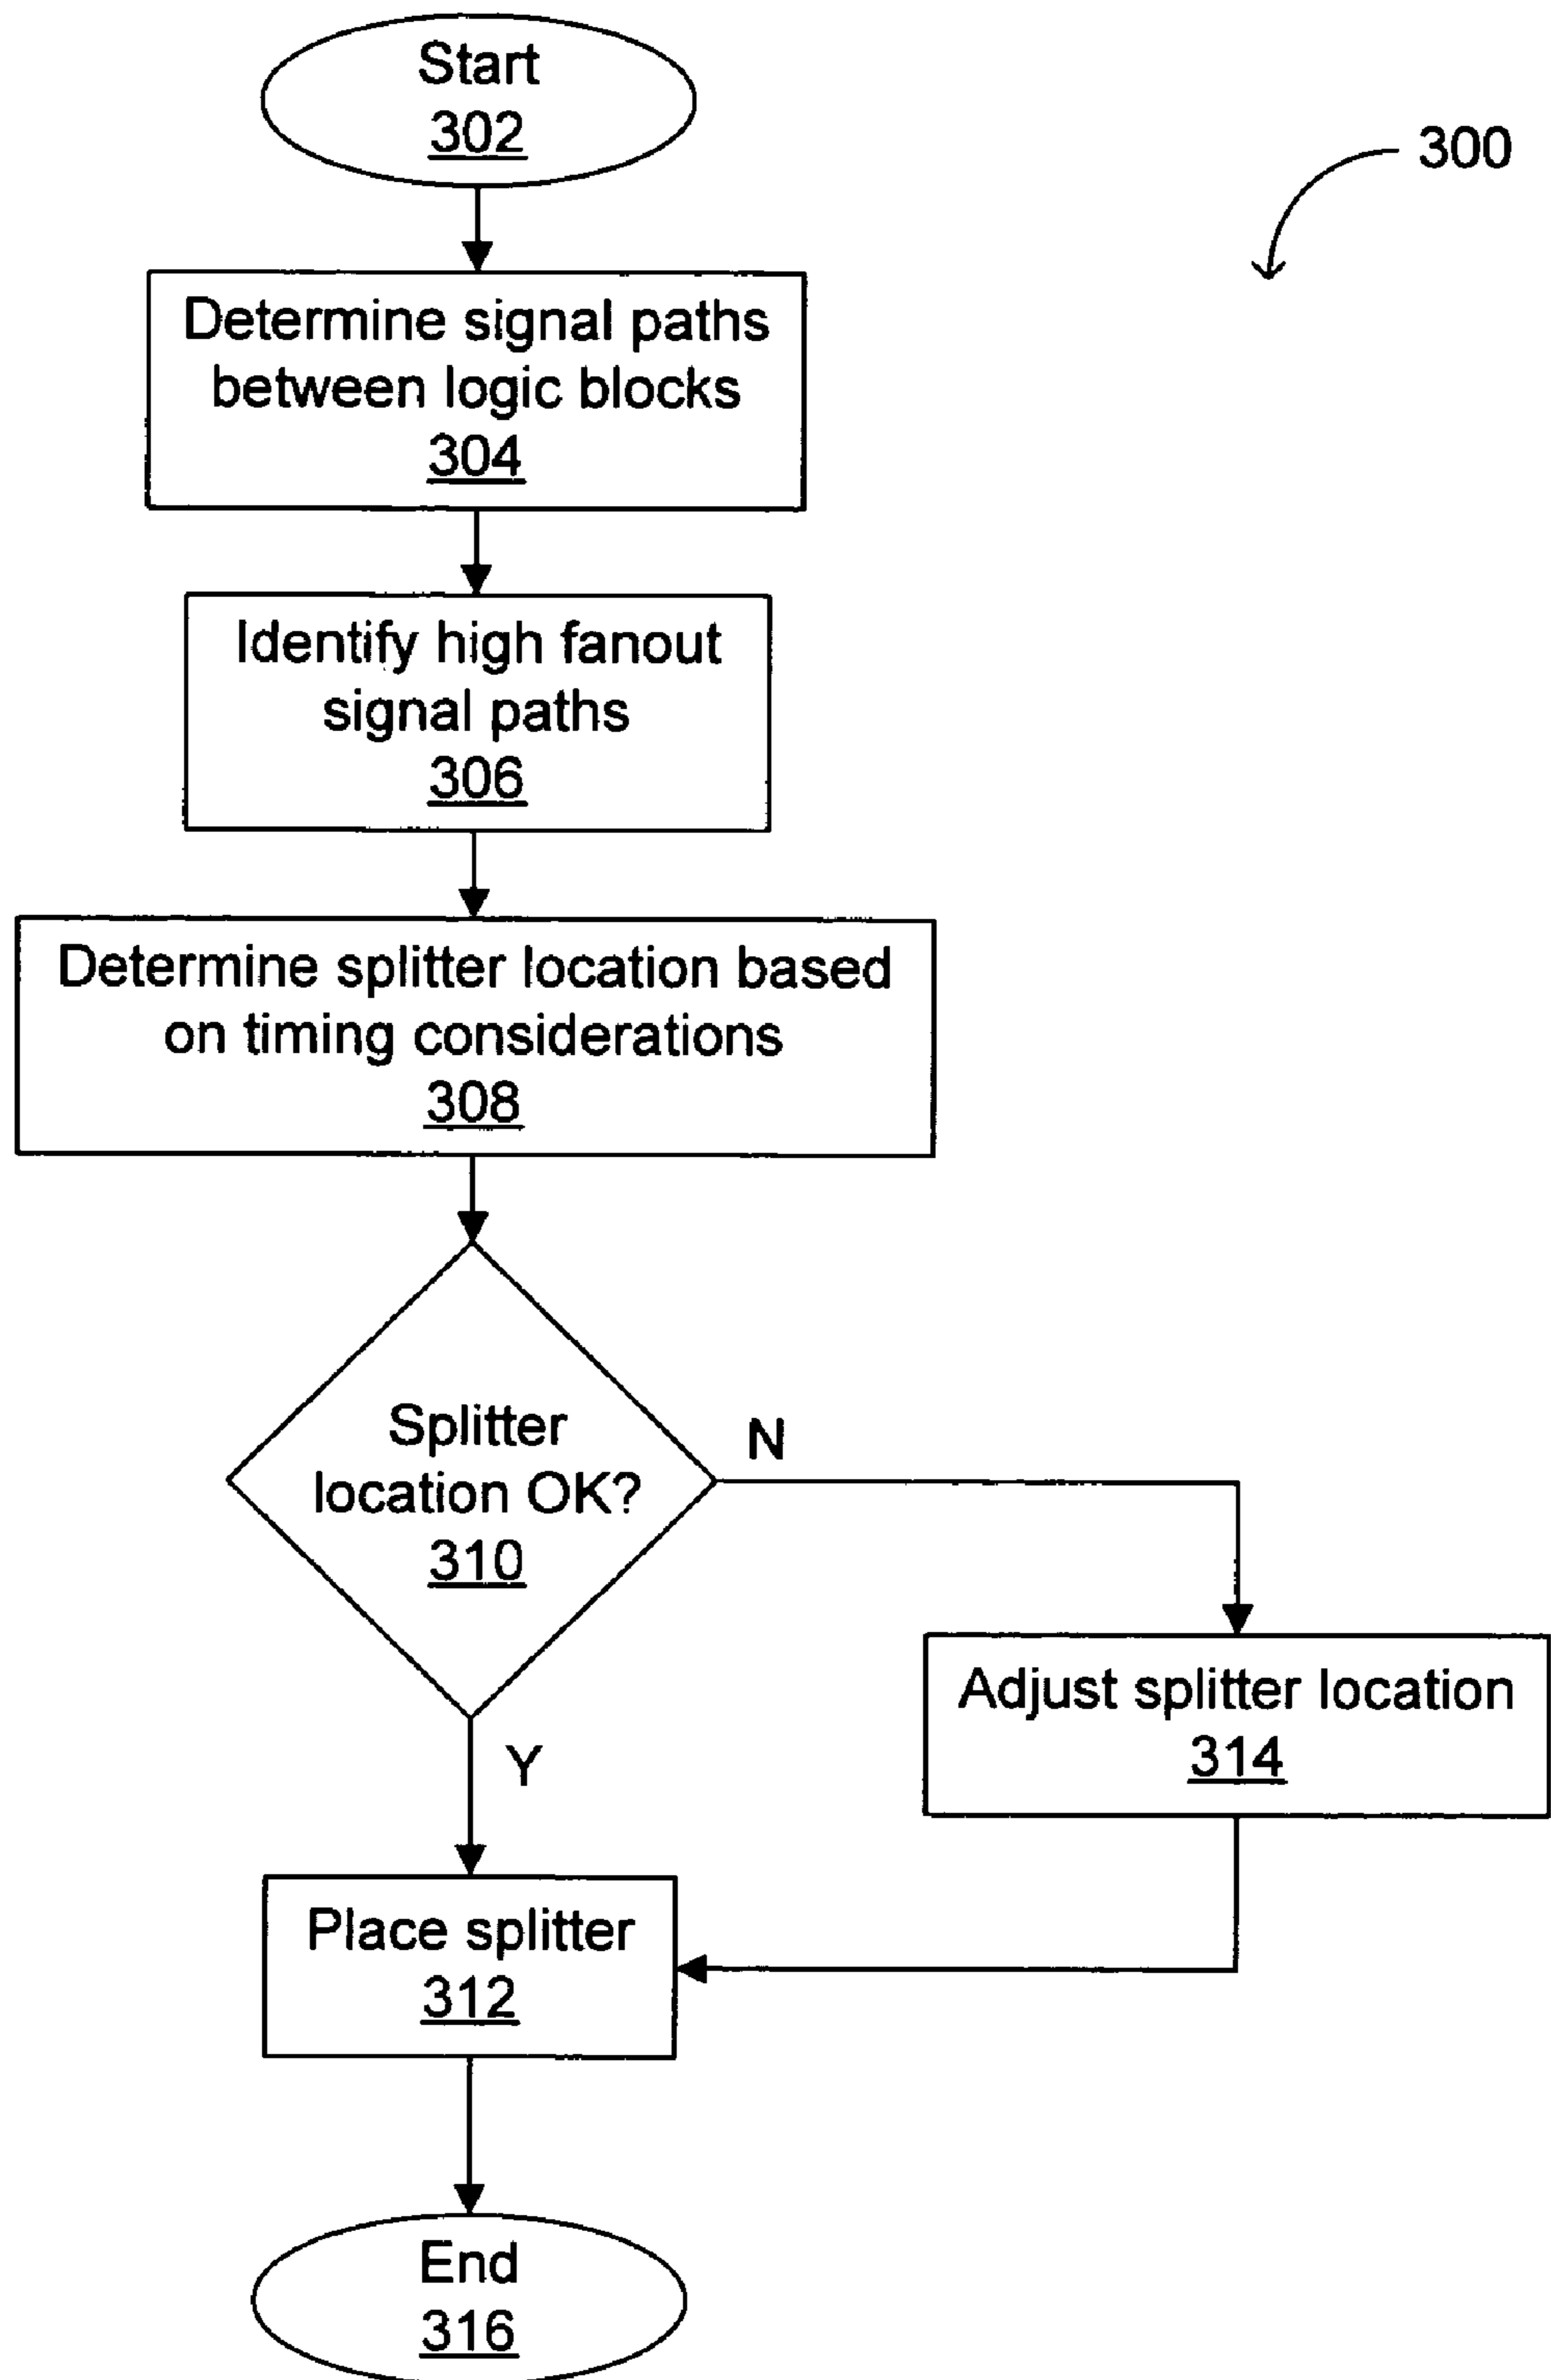 Start
302
300
Determine signal paths
between logic blocks
304
Identify high fanout
signal paths
306
Determine splitter location based
on timing considerations
308
Splitter
location OK?
310
N
Y
Adjust splitter location
314
Place splitter
312
End
316